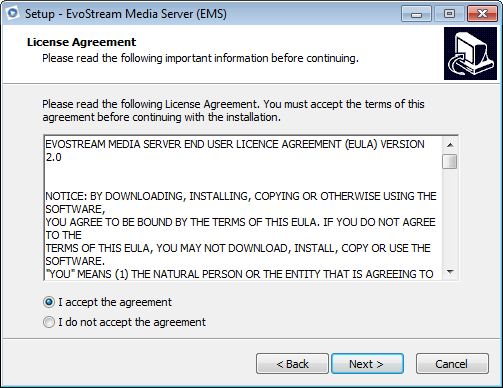 Setup - EvoStream Media Server (EMS)
License Agreement
Please read the following important information before continuing.
Please read the following License Agreement. You must accept the terms of this
agreement before continuing with the installation.
EVOSTREAM MEDIA SERVER END USER LICENCE AGREEMENT (EULA) VERSION
2.0
NOTICE: BY DOWNLOADING, INSTALLING, COPYING OR OTHERWISE USING THE
SOFTWARE,
YOU AGREE TO BE BOUND BY THE TERMS OF THIS EULA. IF YOU DO NOT AGREE
TO THE
TERMS OF THIS EULA, YOU MAY NOT DOWNLOAD, INSTALL, COPY OR USE THE
SOFTWARE.
"YOU" MEANS (1) THE NATURAL PERSON OR THE ENTITY THAT IS AGREEING TO
I accept the agreement
I do not accept the agreement
< Back
Next >
Cancel